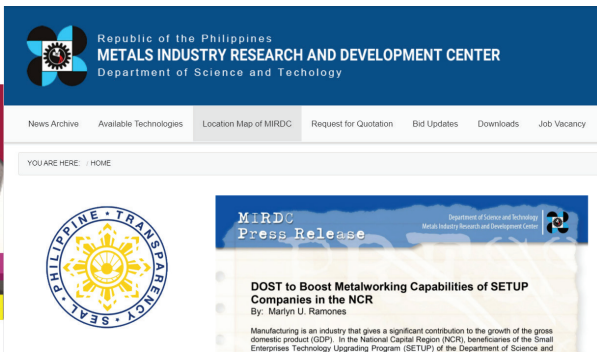 Republic of the Philippines
METALS INDUSTRY RESEARCH AND DEVELOPMENT CENTER
Department of Science and Techology
News Archive Available Technologies Location Map of MIRDC Request for Quotation Bid Updates Downloads Job Vacancy
YOU ARE HERE: / HOME
PHILIPPINE TRANSPARENCY SEAL
MIRDC
Press Release
Department of Science and Technology
Metals Industry Research and Development Center
DOST to Boost Metalworking Capabilities of SETUP
Companies in the NCR
By: Marlyn U. Ramones
Manufacturing is an industry that gives a significant contribution to the growth of the gross
domestic product (GDP). In the National Capital Region (NCR), beneficiaries of the Small
Enterprises Technology Upgrading Program (SETUP) of the Department of Science and